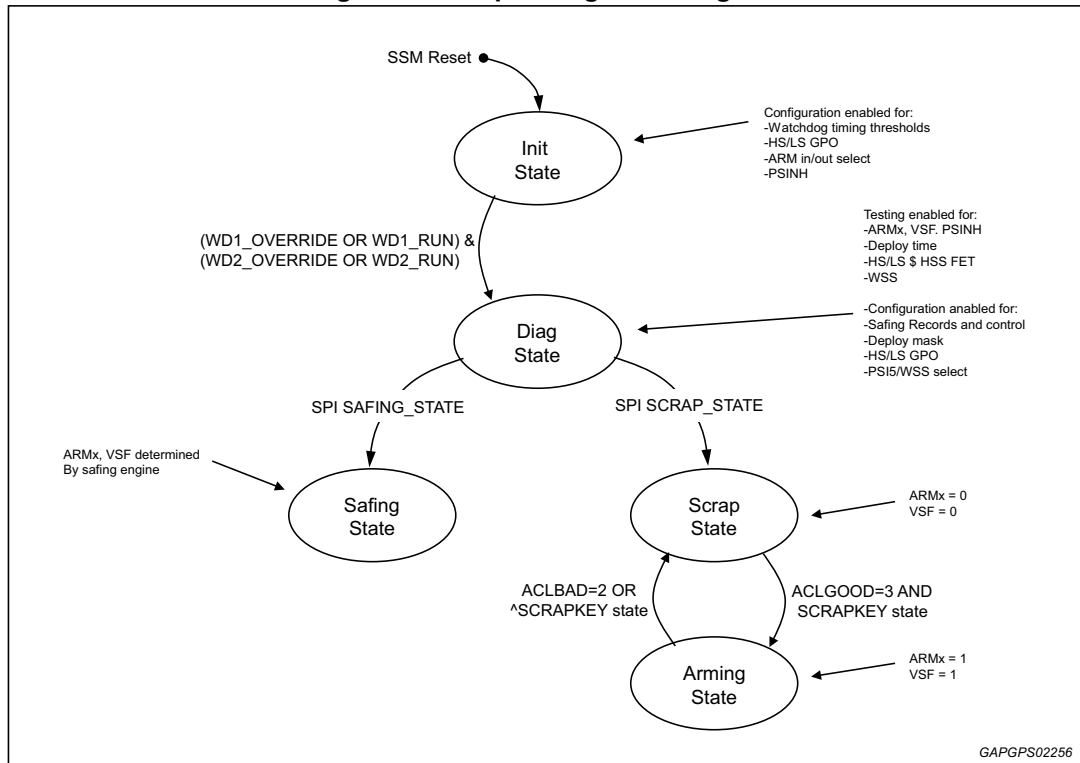 SSM Reset
Configuration enabled for:
-Watchdog timing thresholds
-HS/LS GPO
-ARM in/out select
-PSINH
Init
State
(WD1_OVERRIDE OR WD1_RUN) &
(WD2_OVERRIDE OR WD2_RUN)
Testing enabled for:
-ARMx, VSF. PSINH
-Deploy time
-HS/LS $ HSS FET
-WSS
-Configuration anabled for:
-Safing Records and control
-Deploy mask
-HS/LS GPO
-PSI5/WSS select
Diag
State
SPI SAFING_STATE
SPI SCRAP_STATE
ARMx, VSF determined
By safing engine
Safing
State
Scrap
State
ARMx = 0
VSF = 0
ACLBAD=2 OR
^SCRAPKEY state
ACLGOOD=3 AND
SCRAPKEY state
Arming
State
ARMx = 1
VSF = 1
GAPGPS02256